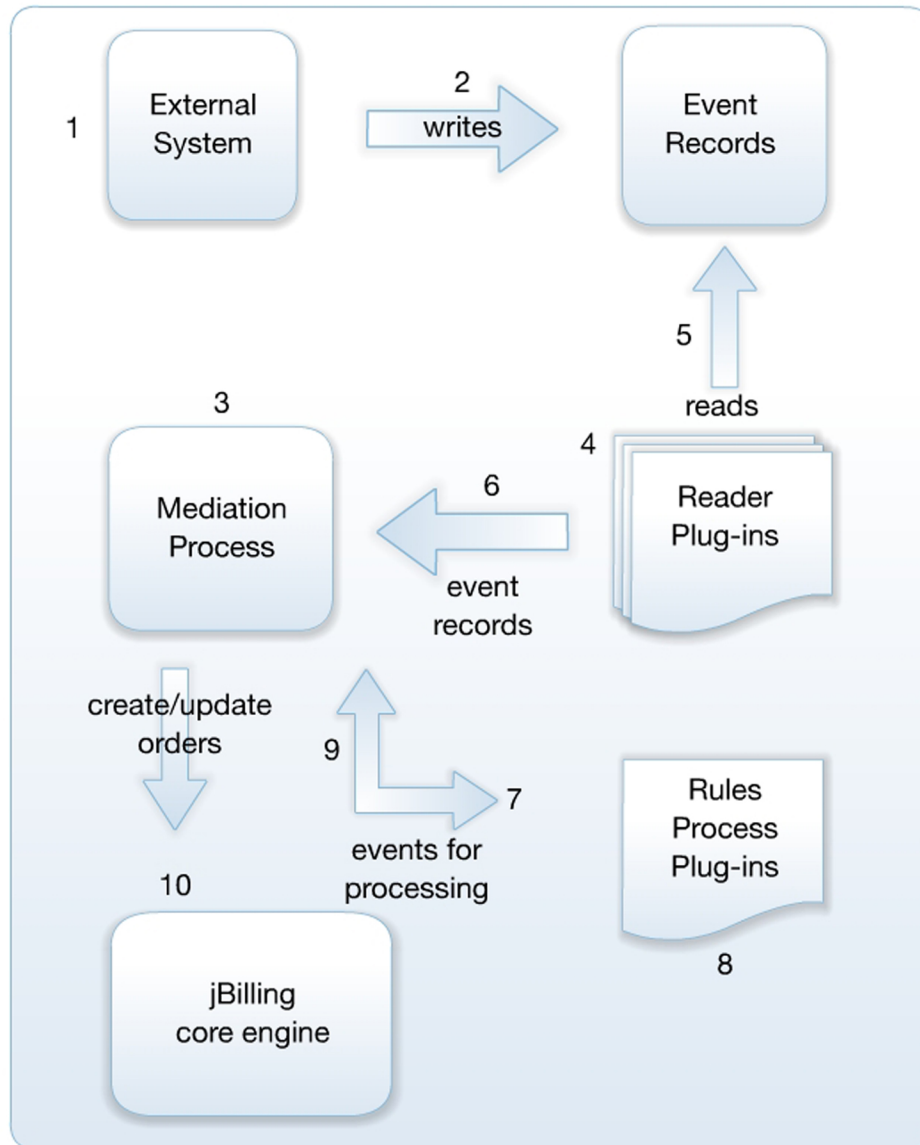 1
External
System
2
writes
Event
Records
5
reads
3
Mediation
Process
6
event
records
4
Reader
Plug-ins
create/update
orders
9
7
events for
processing
Rules
Process
Plug-ins
8
10
jBilling
core engine